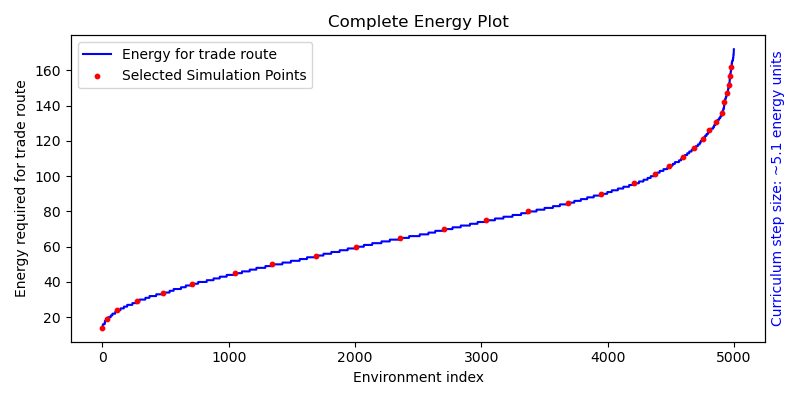 Complete Energy Plot
Energy for trade route
Selected Simulation Points
Energy required for trade route
160
140
120
100
80
60
40
20
0
1000
2000
3000
4000
5000
Environment index
Curriculum step size: ~5.1 energy units